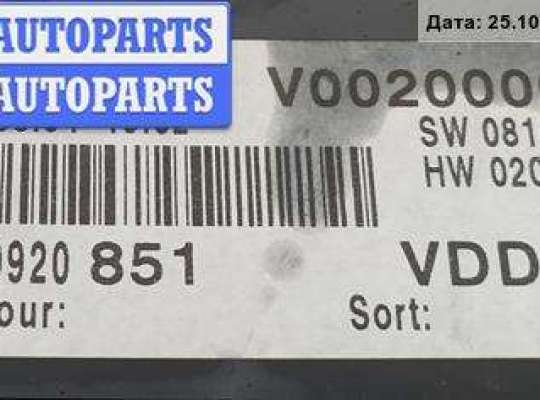 AUTOPARTS
AUTOPARTS
Дата: 25.10
V002000
SW 081
HW 020
920 851
VDD
our:
Sort: